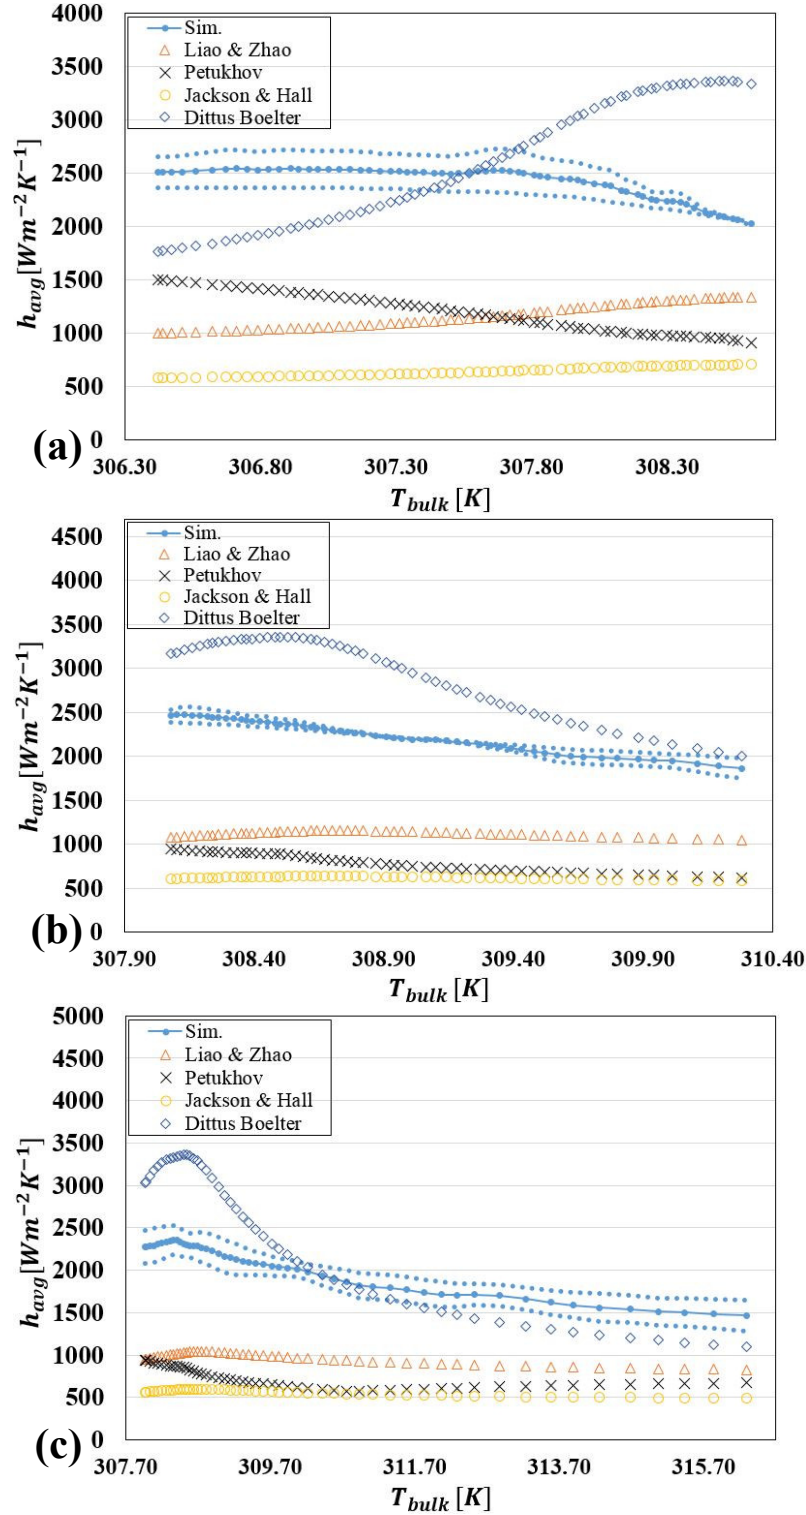 4000
3500
3000
2500
2000
1500
1000
500
0
h_avg[Wm⁻²K⁻¹]
Sim.
Liao & Zhao
Petukhov
Jackson & Hall
Dittus Boelter
(a)
306.30 306.80 307.30 307.80 308.30
T_bulk [K]
4500
4000
3500
3000
2500
2000
1500
1000
500
0
h_avg[Wm⁻²K⁻¹]
Sim.
Liao & Zhao
Petukhov
Jackson & Hall
Dittus Boelter
(b)
307.90 308.40 308.90 309.40 309.90 310.40
T_bulk [K]
5000
4500
4000
3500
3000
2500
2000
1500
1000
500
0
h_avg[Wm⁻²K⁻¹]
Sim.
Liao & Zhao
Petukhov
Jackson & Hall
Dittus Boelter
(c)
307.70 309.70 311.70 313.70 315.70
T_bulk [K]